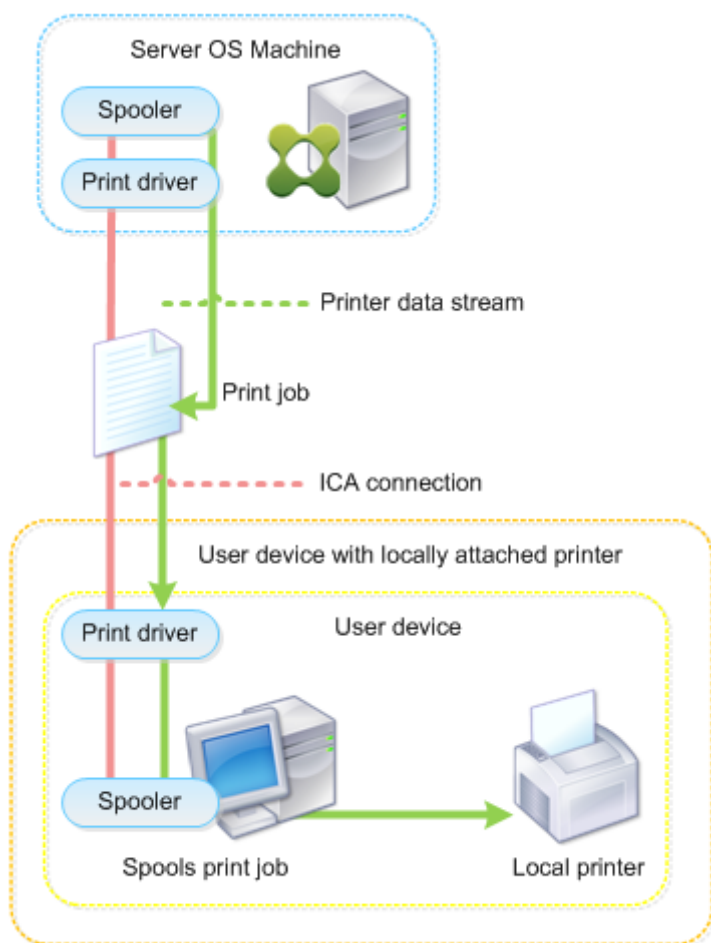 Server OS Machine
Spooler
Print driver
Printer data stream
Print job
ICA connection
User device with locally attached printer
Print driver
User device
Spooler
Spools print job
Local printer